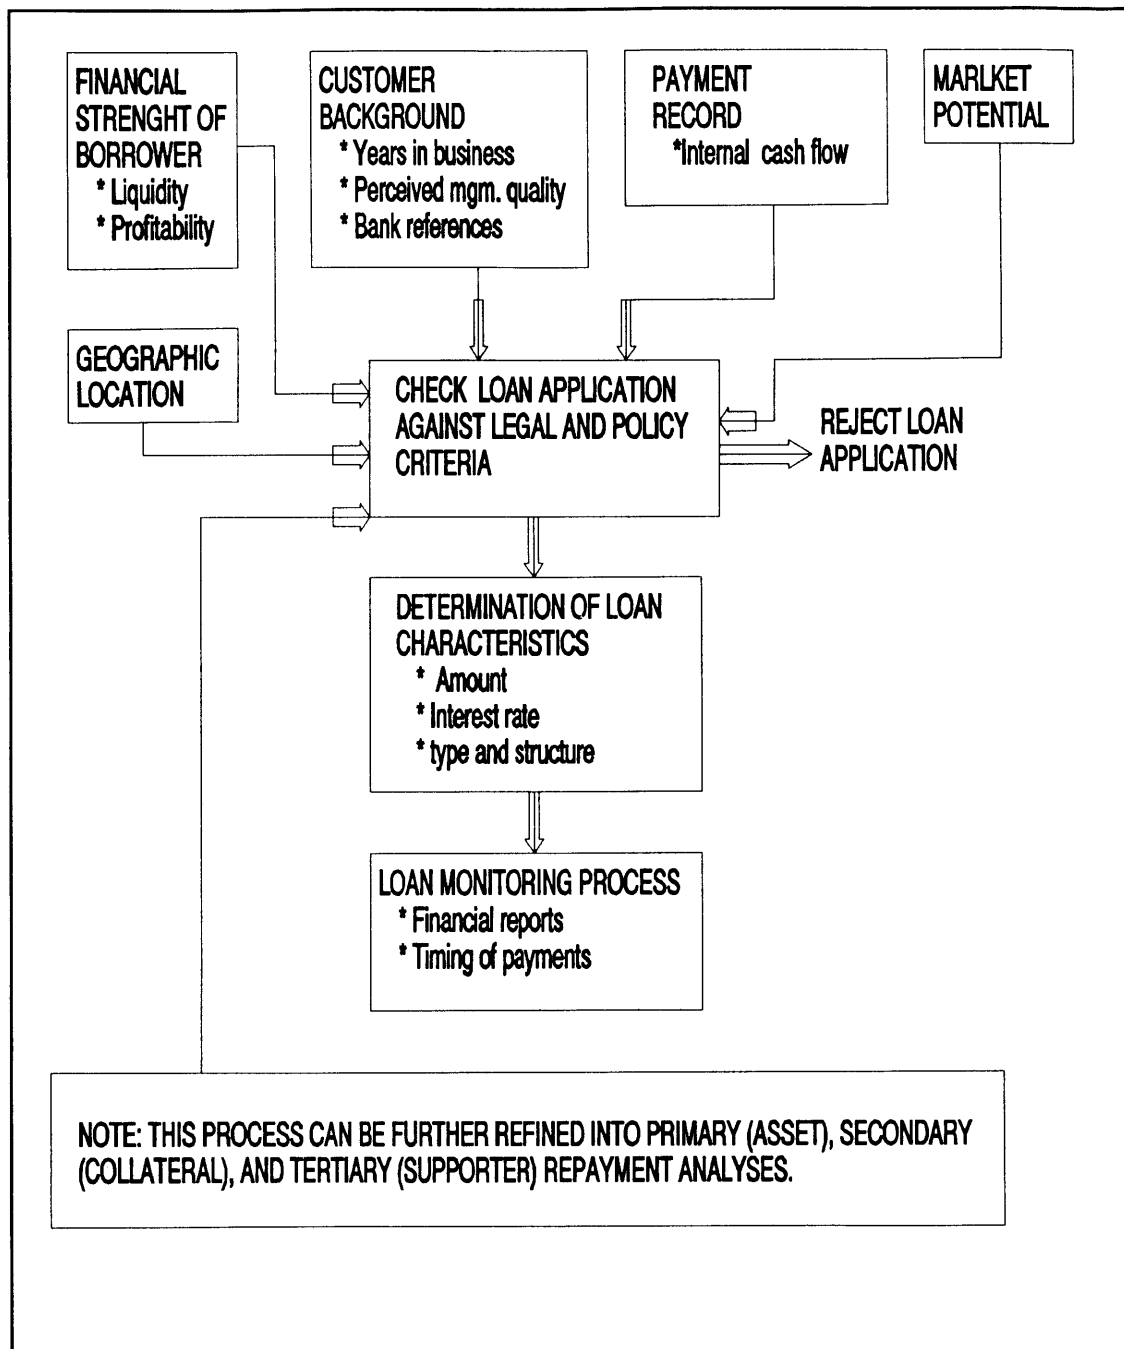 FINANCIAL
STRENGHT OF
BORROWER
* Liquidity
* Profitability
CUSTOMER
BACKGROUND
* Years in business
* Perceived mgm. quality
* Bank references
PAYMENT
RECORD
*Internal cash flow
MARLKET
POTENTIAL
GEOGRAPHIC
LOCATION
CHECK LOAN APPLICATION
AGAINST LEGAL AND POLICY
CRITERIA
REJECT LOAN
APPLICATION
DETERMINATION OF LOAN
CHARACTERISTICS
* Amount
* Interest rate
* type and structure
LOAN MONITORING PROCESS
* Financial reports
* Timing of payments
NOTE: THIS PROCESS CAN BE FURTHER REFINED INTO PRIMARY (ASSET), SECONDARY
(COLLATERAL), AND TERTIARY (SUPPORTER) REPAYMENT ANALYSES.